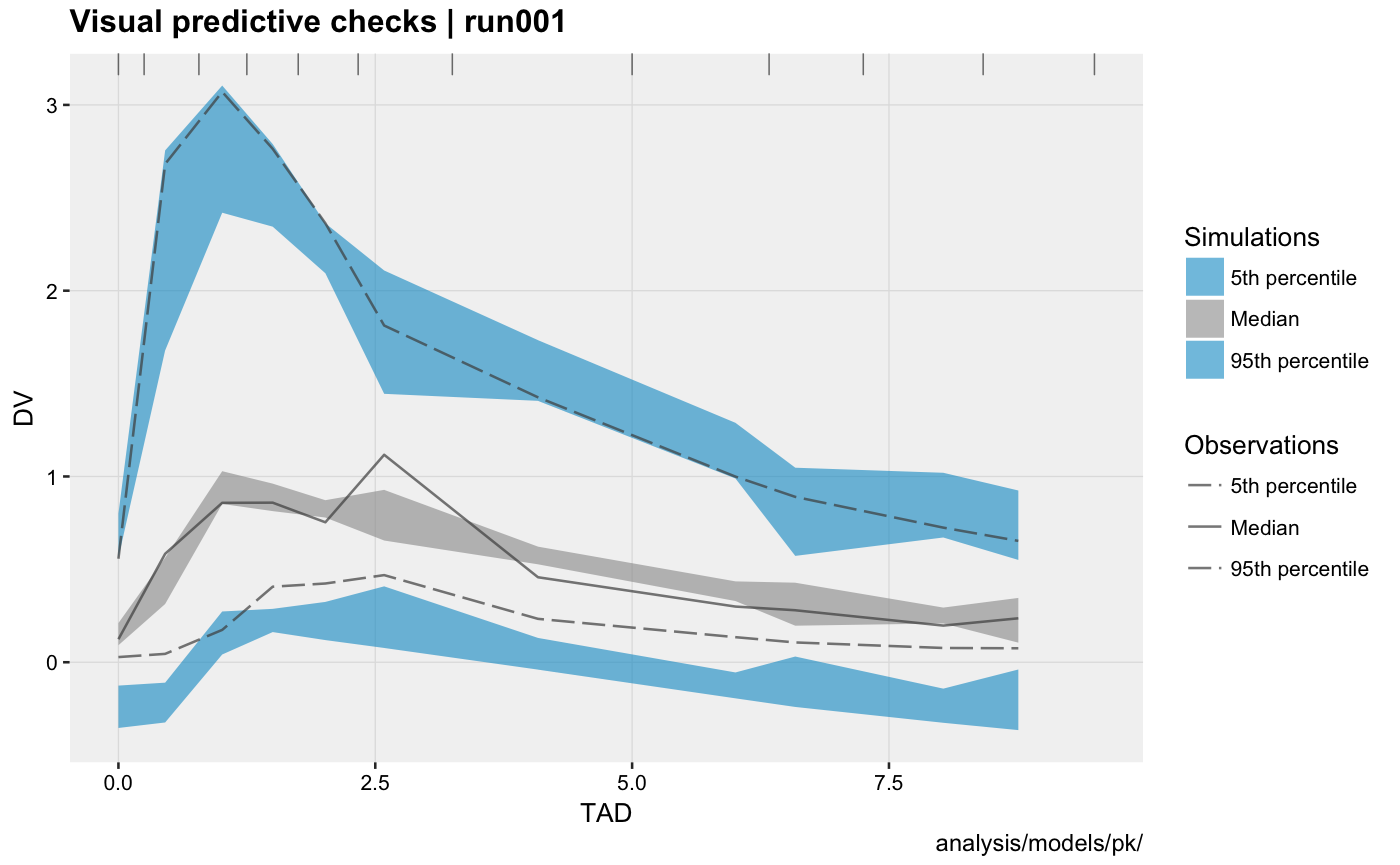 Visual predictive checks | run001
3
2
1
0
DV
0.0
2.5
5.0
7.5
TAD
analysis/models/pk/
Simulations
5th percentile
Median
95th percentile
Observations
5th percentile
Median
95th percentile